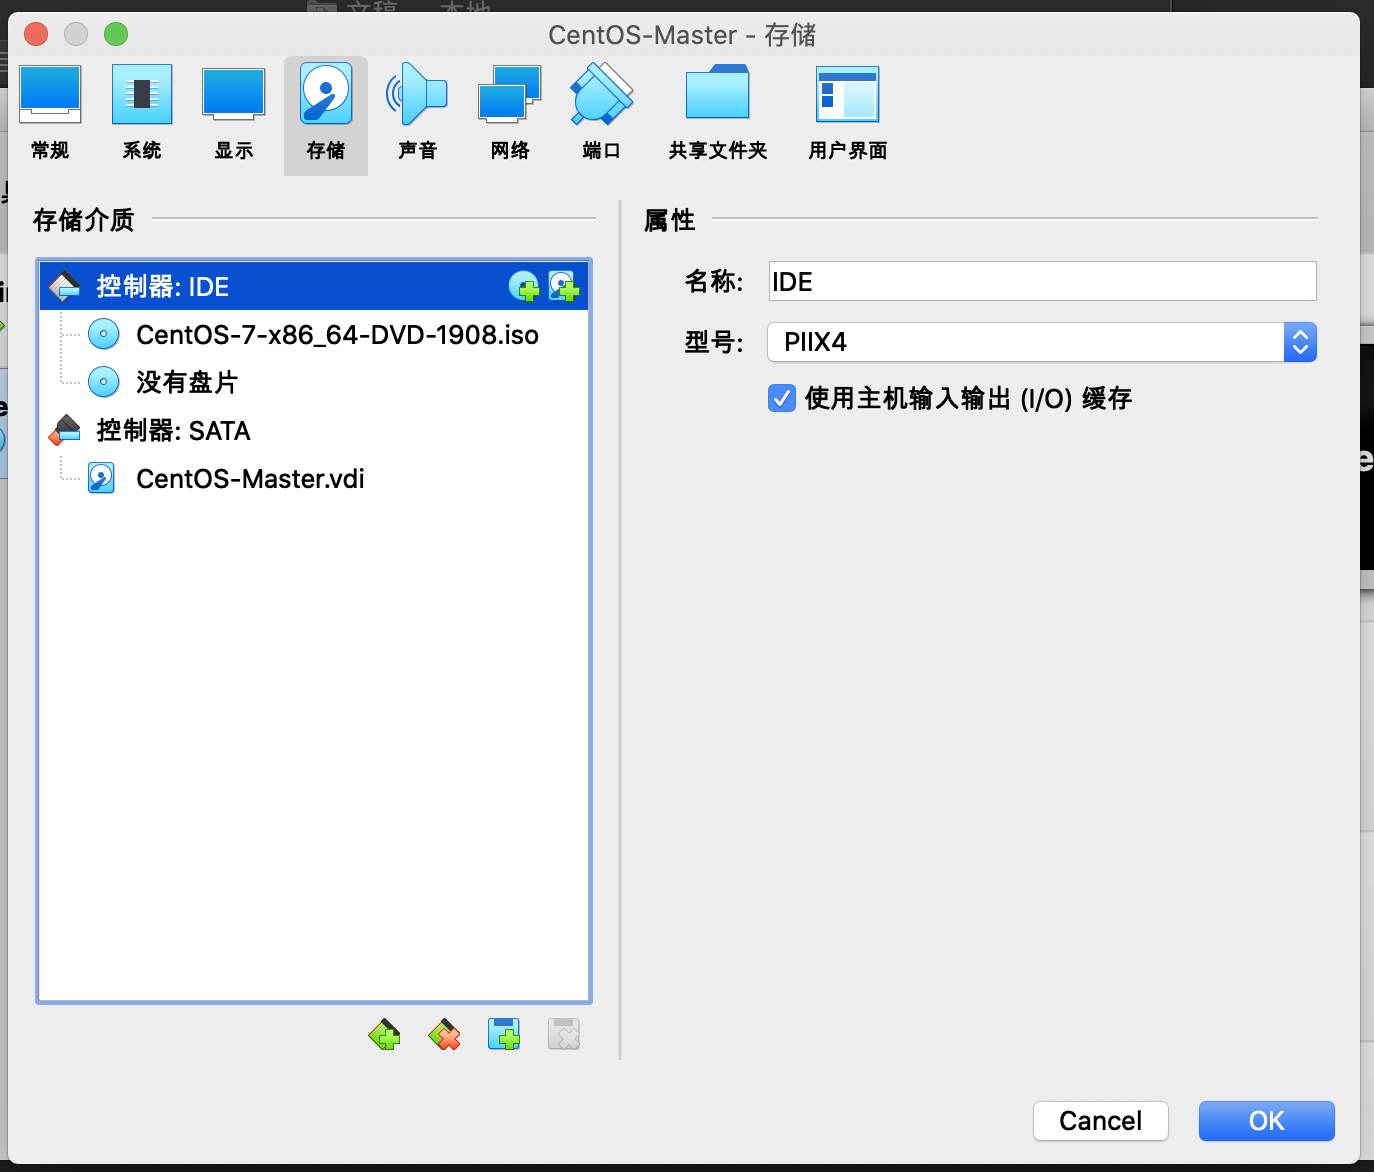 CentOS-Master - 存储
常规 系统 显示 存储 声音 网络 端口 共享文件夹 用户界面
存储介质
控制器: IDE
CentOS-7-x86_64-DVD-1908.iso
没有盘片
控制器: SATA
CentOS-Master.vdi
属性
名称: IDE
型号: PIIX4
使用主机输入输出 (I/O) 缓存
Cancel OK